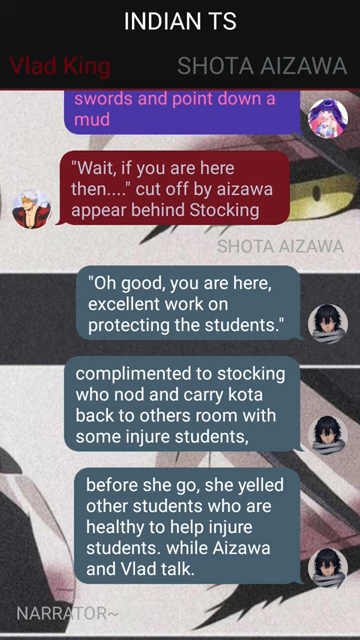 INDIAN TS
Vlad King
SHOTA AIZAWA
swords and point down a
mud
"Wait, if you are here
then...." cut off by aizawa
appear behind Stocking
SHOTA AIZAWA
"Oh good, you are here,
excellent work on
protecting the students."
complimented to stocking
who nod and carry kota
back to others room with
some injure students,
before she go, she yelled
other students who are
healthy to help injure
students. while Aizawa
and Vlad talk.
NARRATOR~